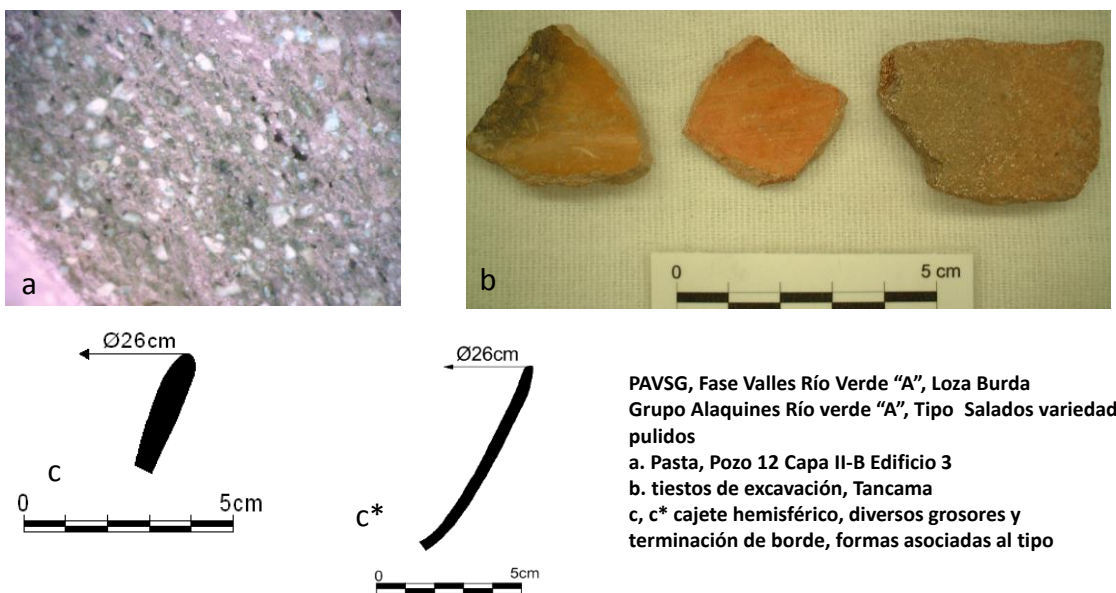 a
b
0 5 cm
Ø26cm
c
0 5cm
Ø26cm
c*
0 5cm
PAVSG, Fase Valles Río Verde “A”, Loza Burda
Grupo Alaquines Río verde “A”, Tipo Salados variedad
pulidos
a. Pasta, Pozo 12 Capa II-B Edificio 3
b. tiestos de excavación, Tancama
c, c* cajete hemisférico, diversos grosores y
terminación de borde, formas asociadas al tipo